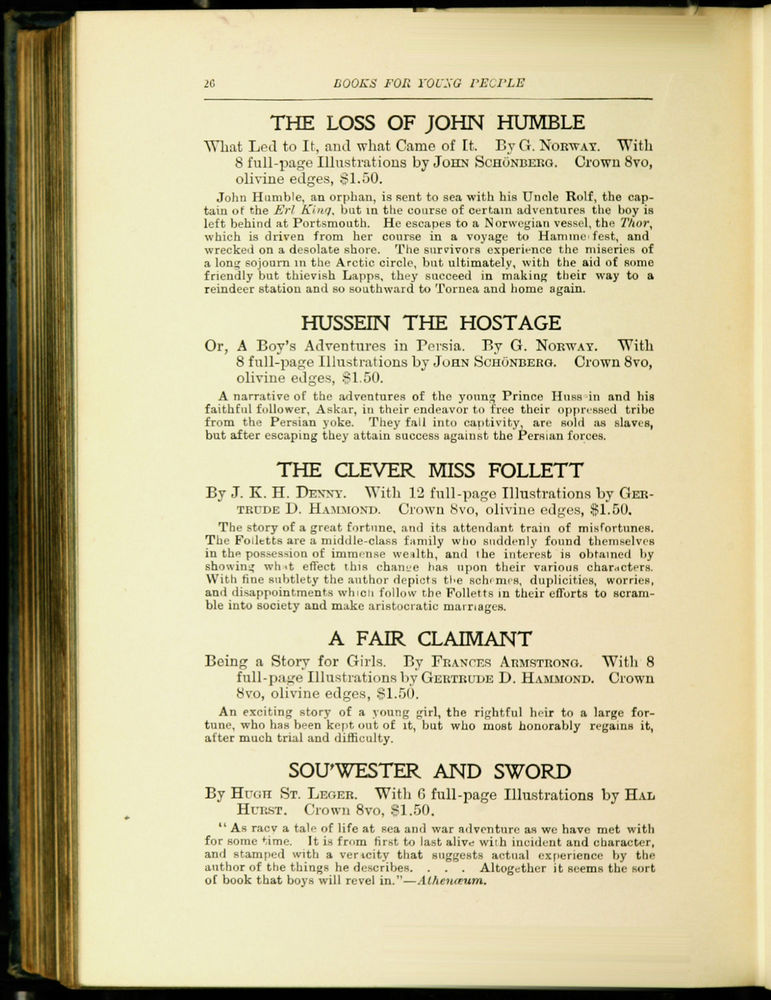 26 BOOKS FOR YOUNG PEOPLE
THE LOSS OF JOHN HUMBLE
What Led to It, and what Came of It. By G. NORWAY. With
8 full-page Illustrations by JOHN SCHÖNBERG. Crown 8vo,
olivine edges, $1.50.
John Humble, an orphan, is sent to sea with his Uncle Rolf, the cap-
tain of the Erl King, but in the course of certain adventures the boy is
left behind at Portsmouth. He escapes to a Norwegian vessel, the Thor,
which is driven from her course in a voyage to Hammerfest, and
wrecked on a desolate shore. The survivors experience the miseries of
a long sojourn in the Arctic circle, but ultimately, with the aid of some
friendly but thievish Lapps, they succeed in making their way to a
reindeer station and so southward to Tornea and home again.
HUSSEIN THE HOSTAGE
Or, A Boy's Adventures in Persia. By G. NORWAY. With
8 full-page Illustrations by JOHN SCHÖNBERG. Crown 8vo,
olivine edges, $1.50.
A narrative of the adventures of the young Prince Hussein and his
faithful follower, Askar, in their endeavor to free their oppressed tribe
from the Persian yoke. They fall into captivity, are sold as slaves,
but after escaping they attain success against the Persian forces.
THE CLEVER MISS FOLLETT
By J. K. H. DENNY. With 12 full-page Illustrations by GER-
TRUDE D. HAMMOND. Crown 8vo, olivine edges, $1.50.
The story of a great fortune, and its attendant train of misfortunes.
The Folletts are a middle-class family who suddenly found themselves
in the possession of immense wealth, and the interest is obtained by
showing what effect this change has upon their various characters.
With fine subtlety the author depicts the schemes, duplicities, worries,
and disappointments which follow the Folletts in their efforts to scram-
ble into society and make aristocratic marriages.
A FAIR CLAIMANT
Being a Story for Girls. By FRANCES ARMSTRONG. With 8
full-page Illustrations by GERTRUDE D. HAMMOND. Crown
8vo, olivine edges, $1.50.
An exciting story of a young girl, the rightful heir to a large for-
tune, who has been kept out of it, but who most honorably regains it,
after much trial and difficulty.
SOU'WESTER AND SWORD
By HUGH ST. LEGER. With 6 full-page Illustrations by HAL
HURST. Crown 8vo, $1.50.
"As racy a tale of life at sea and war adventure as we have met with
for some time. It is from first to last alive with incident and character,
and stamped with a veracity that suggests actual experience by the
author of the things he describes. . . . Altogether it seems the sort
of book that boys will revel in."—Athenæum.